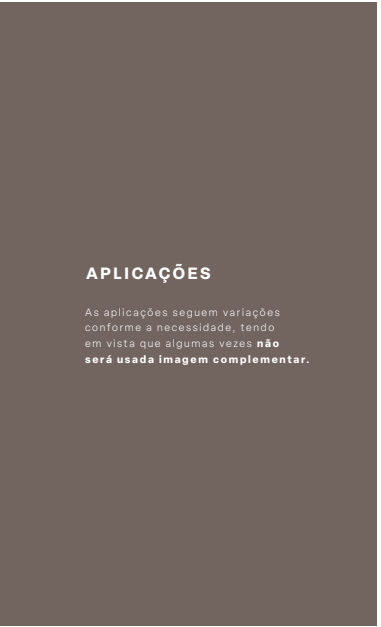 APLICAÇÕES
As aplicações seguem variações
conforme a necessidade, tendo
em vista que algumas vezes não
será usada imagem complementar.